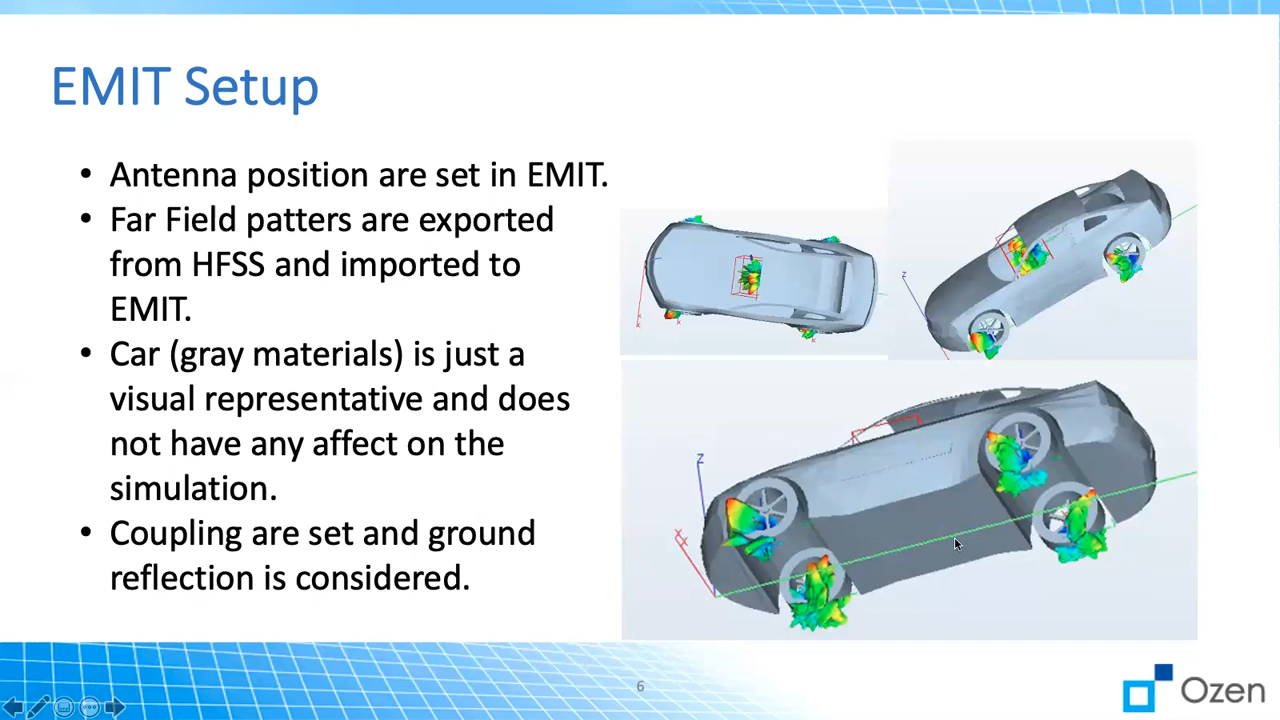 EMIT Setup
• Antenna position are set in EMIT.
• Far Field patters are exported
from HFSS and imported to
EMIT.
• Car (gray materials) is just a
visual representative and does
not have any affect on the
simulation.
• Coupling are set and ground
reflection is considered.
Z
Z
6
Ozen